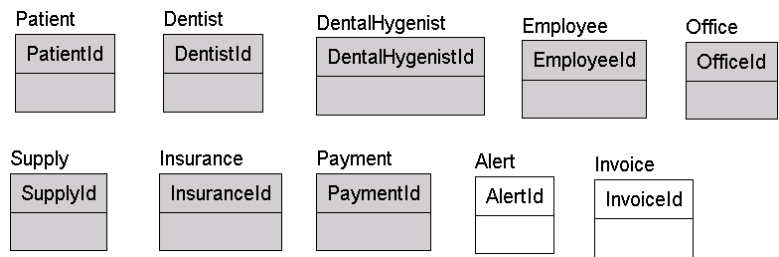 Patient Dentist DentalHygenist Employee Office
PatientId DentistId DentalHygenistId EmployeeId OfficeId
Supply Insurance Payment Alert Invoice
SupplyId InsuranceId PaymentId AlertId InvoiceId